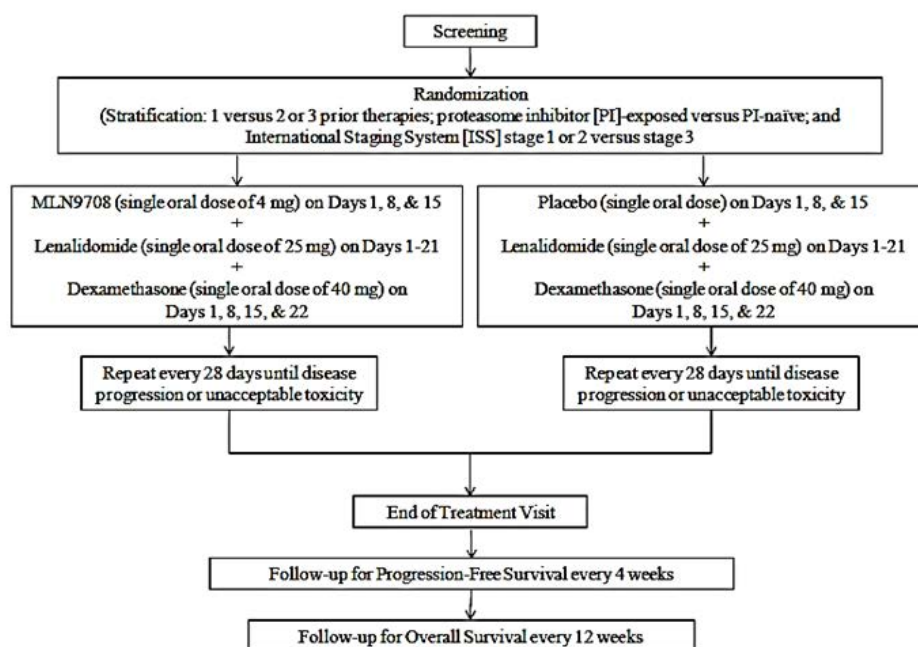 Screening
Randomization
(Stratification: 1 versus 2 or 3 prior therapies; proteasome inhibitor [PI]-exposed versus PI-naïve; and
International Staging System [ISS] stage 1 or 2 versus stage 3
MLN9708 (single oral dose of 4 mg) on Days 1, 8, & 15
+
Lenalidomide (single oral dose of 25 mg) on Days 1-21
+
Dexamethasone (single oral dose of 40 mg) on
Days 1, 8, 15, & 22
Placebo (single oral dose) on Days 1, 8, & 15
+
Lenalidomide (single oral dose of 25 mg) on Days 1-21
+
Dexamethasone (single oral dose of 40 mg) on
Days 1, 8, 15, & 22
Repeat every 28 days until disease
progression or unacceptable toxicity
Repeat every 28 days until disease
progression or unacceptable toxicity
End of Treatment Visit
Follow-up for Progression-Free Survival every 4 weeks
Follow-up for Overall Survival every 12 weeks